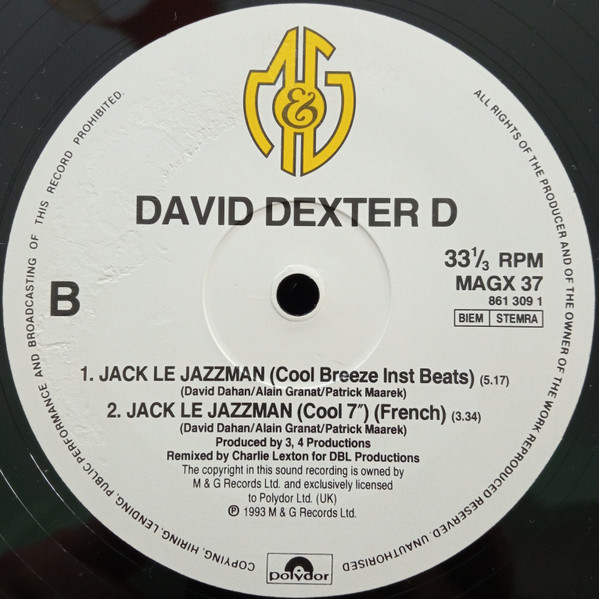 M&G
DAVID DEXTER D
33⅓ RPM
MAGX 37
861 309 1
BIEM STEMRA
B
1. JACK LE JAZZMAN (Cool Breeze Inst Beats) (5.17)
(David Dahan/Alain Granat/Patrick Maarek)
2. JACK LE JAZZMAN (Cool 7″) (French) (3.34)
(David Dahan/Alain Granat/Patrick Maarek)
Produced by 3, 4 Productions
Remixed by Charlie Lexton for DBL Productions
The copyright in this sound recording is owned by
M & G Records Ltd. and exclusively licensed
to Polydor Ltd. (UK)
℗ 1993 M & G Records Ltd.
polydor
ALL RIGHTS OF THE PRODUCER AND OF THE OWNER OF THE WORK REPRODUCED RESERVED. UNAUTHORISED
COPYING, HIRING, LENDING, PUBLIC PERFORMANCE AND BROADCASTING OF THIS RECORD PROHIBITED.